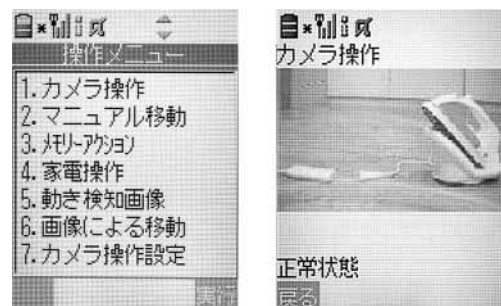 操作メニュー
1. カメラ操作
2. マニュアル移動
3. メモリーアクション
4. 家電操作
5. 動き検知画像
6. 画像による移動
7. カメラ操作設定
実行
カメラ操作
正常状態
戻る